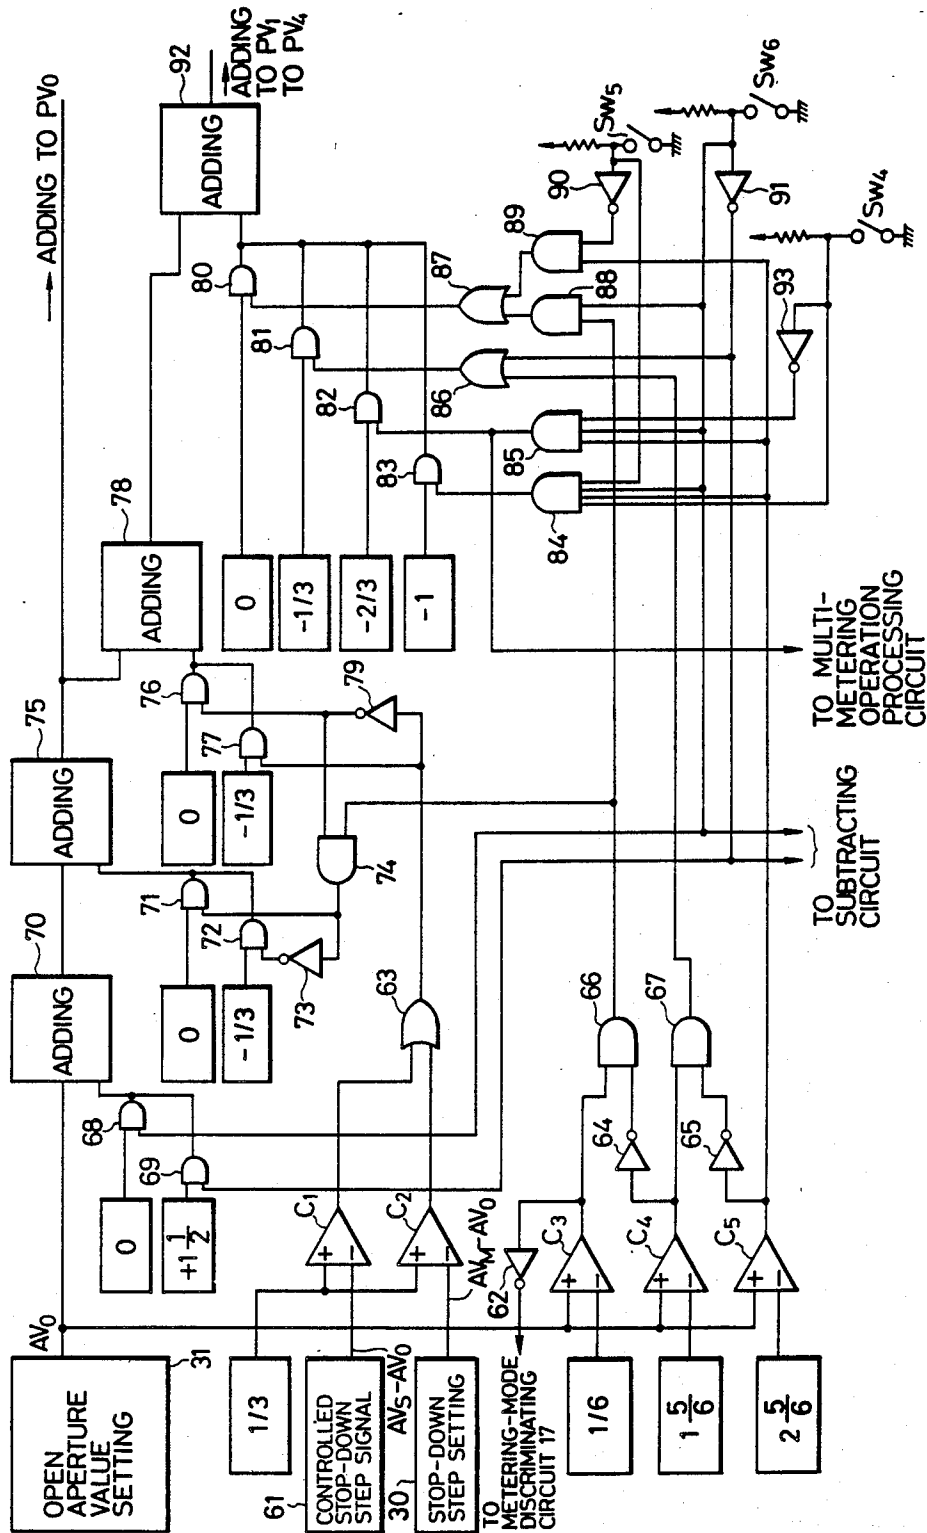 → ADDING TO PV0
92
ADDING
ADDING
TO PV1
TO PV4
78
ADDING
75
ADDING
70
ADDING
AV0
31
OPEN
APERTURE
VALUE
SETTING
68
69
0
+1 1/2
71
72
73
0
-1/3
74
76
77
79
0
-1/3
80
81
82
83
0
-1/3
-2/3
-1
84
85
86
87
88
89
90
91
93
SW5
SW6
SW4
63
C1
+
−
C2
+
−
AVM-AV0
1/3
61
CONTROLLED
STOP-DOWN
STEP SIGNAL
AVS-AV0
30
STOP-DOWN
STEP SETTING
62
TO
METERING-MODE
DISCRIMINATING
CIRCUIT 17
C3
+
−
C4
+
−
C5
+
−
64
65
66
67
1/6
1 5/6
2 5/6
TO
SUBTRACTING
CIRCUIT
TO MULTI-
METERING
OPERATION
PROCESSING
CIRCUIT